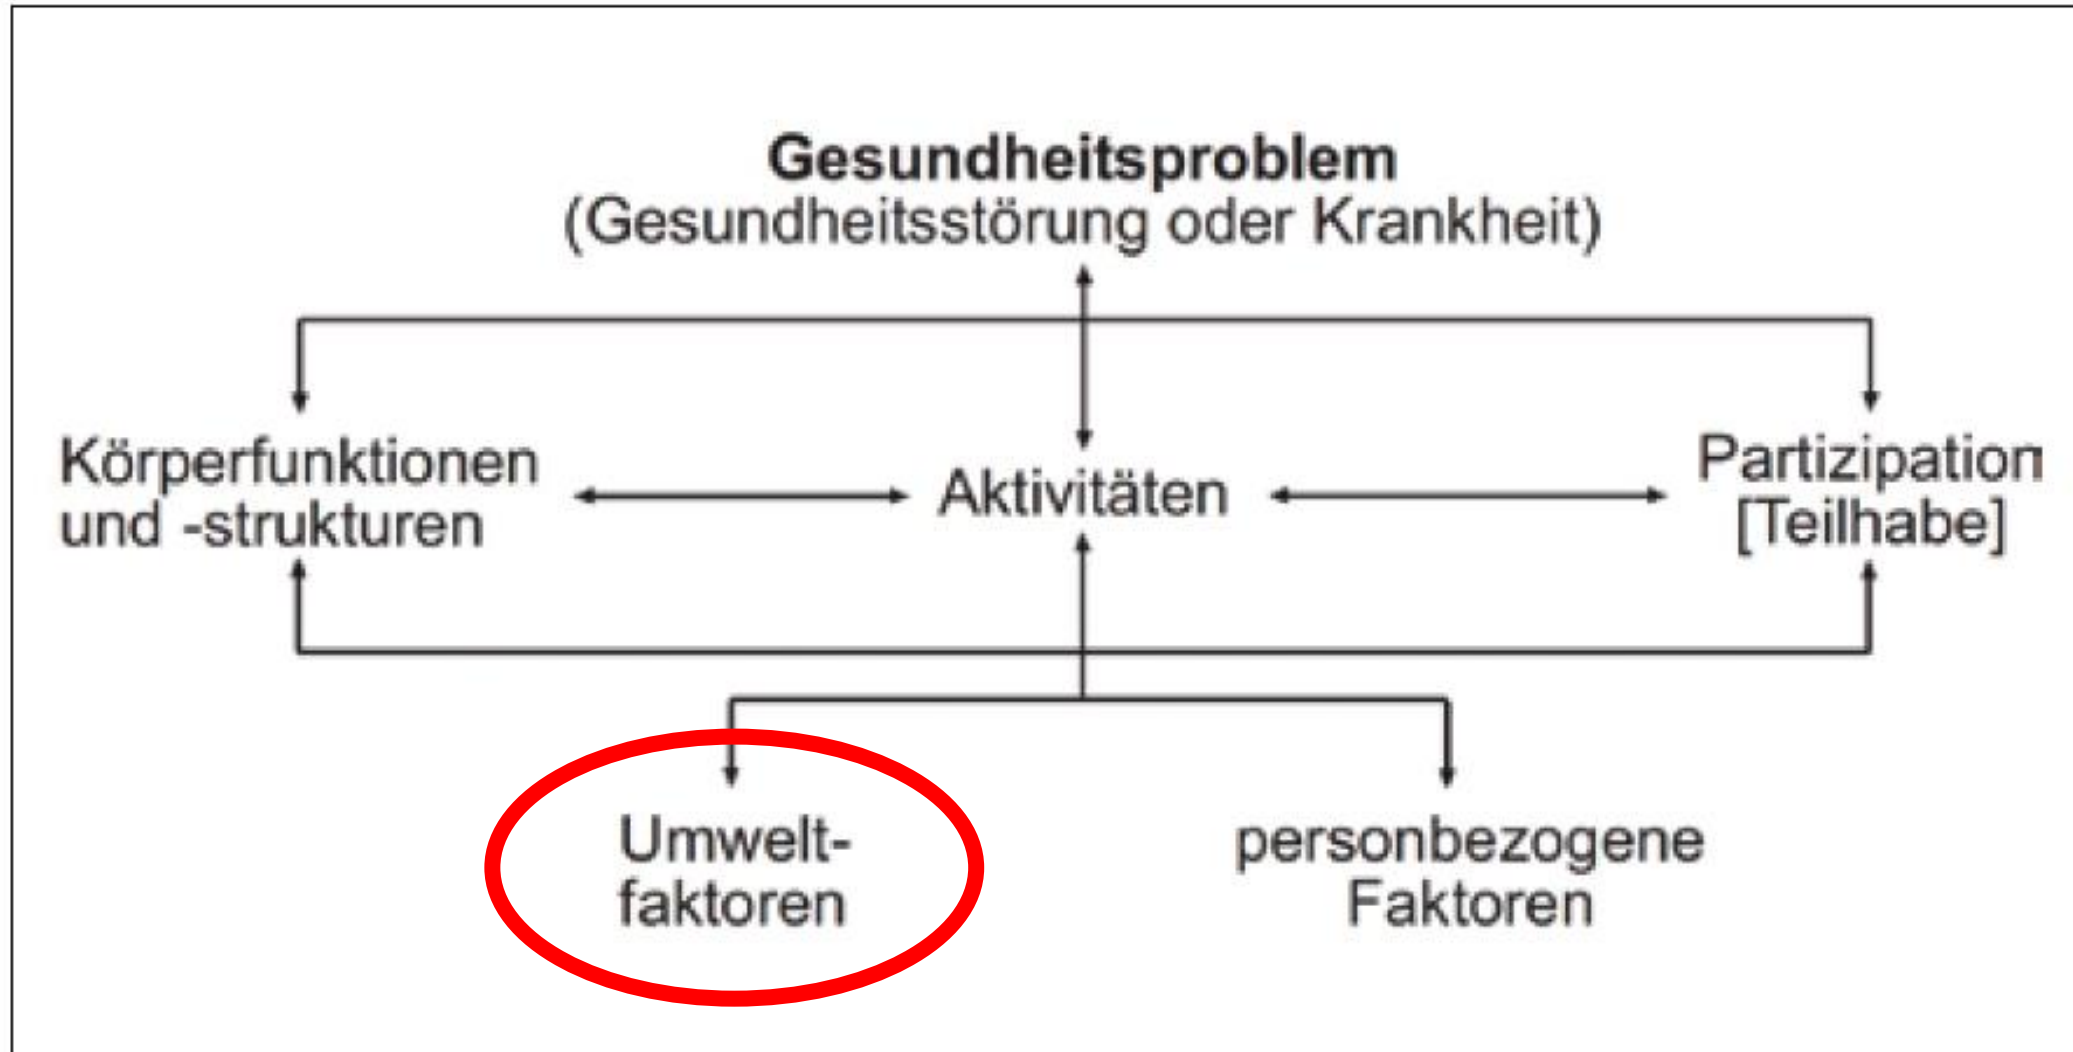 Gesundheitsproblem
(Gesundheitsstörung oder Krankheit)
Körperfunktionen
und -strukturen
Aktivitäten
Partizipation
[Teilhabe]
Umwelt-
faktoren
personbezogene
Faktoren